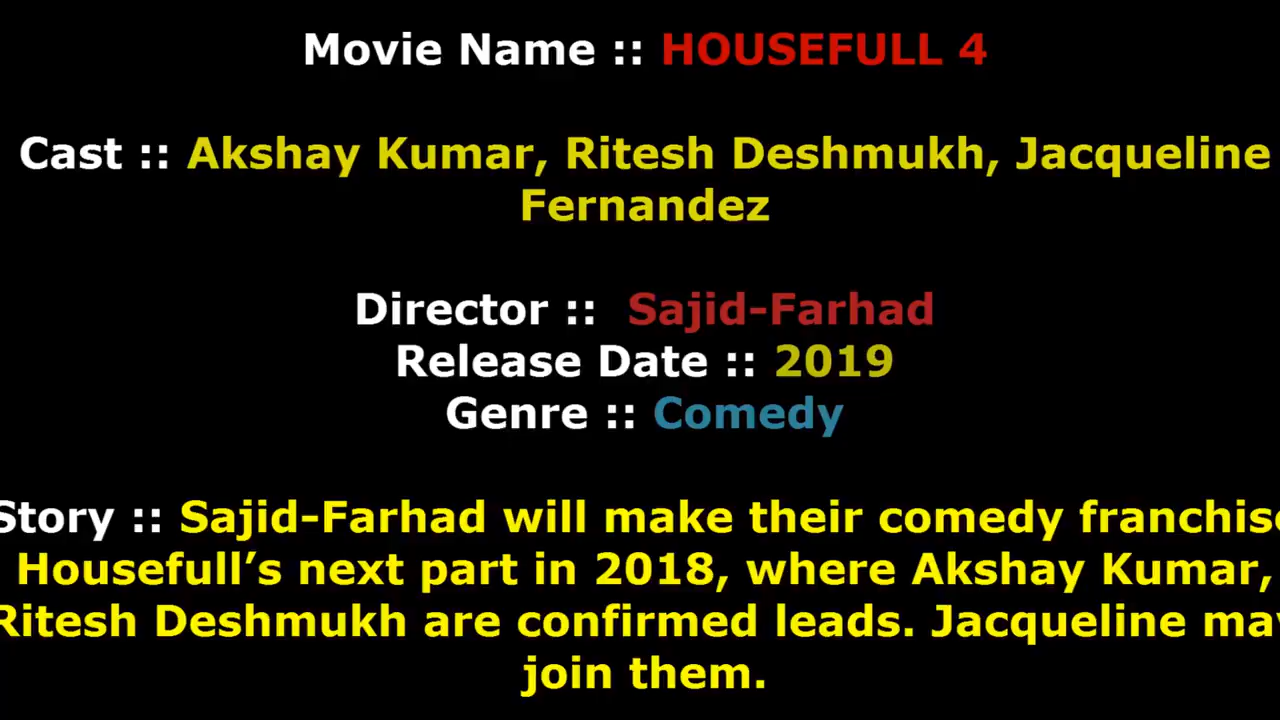 Movie Name :: HOUSEFULL 4
Cast :: Akshay Kumar, Ritesh Deshmukh, Jacqueline
Fernandez
Director :: Sajid-Farhad
Release Date :: 2019
Genre :: Comedy
Story :: Sajid-Farhad will make their comedy franchise
Housefull’s next part in 2018, where Akshay Kumar,
Ritesh Deshmukh are confirmed leads. Jacqueline may
join them.